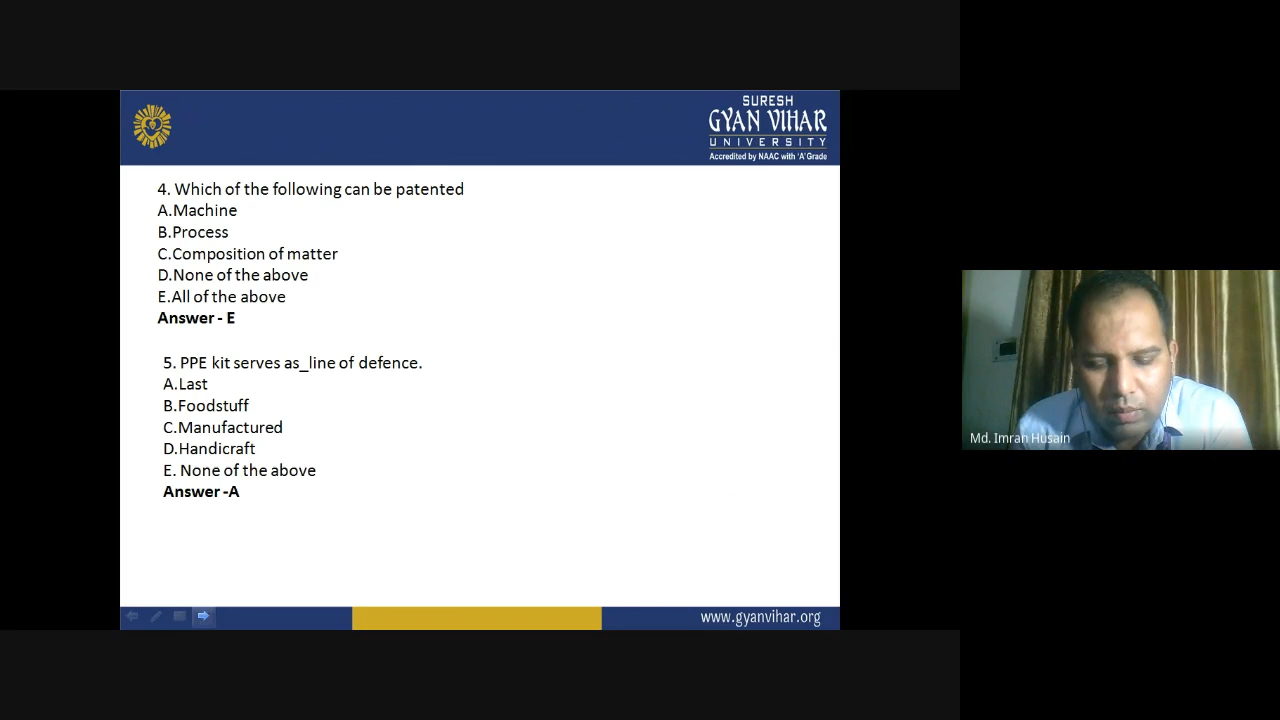 SURESH
GYAN VIHAR
UNIVERSITY
Accredited by NAAC with 'A' Grade
4. Which of the following can be patented
A.Machine
B.Process
C.Composition of matter
D.None of the above
E.All of the above
Answer - E
5. PPE kit serves as_line of defence.
A.Last
B.Foodstuff
C.Manufactured
D.Handicraft
E. None of the above
Answer -A
www.gyanvihar.org
Md. Imran Husain